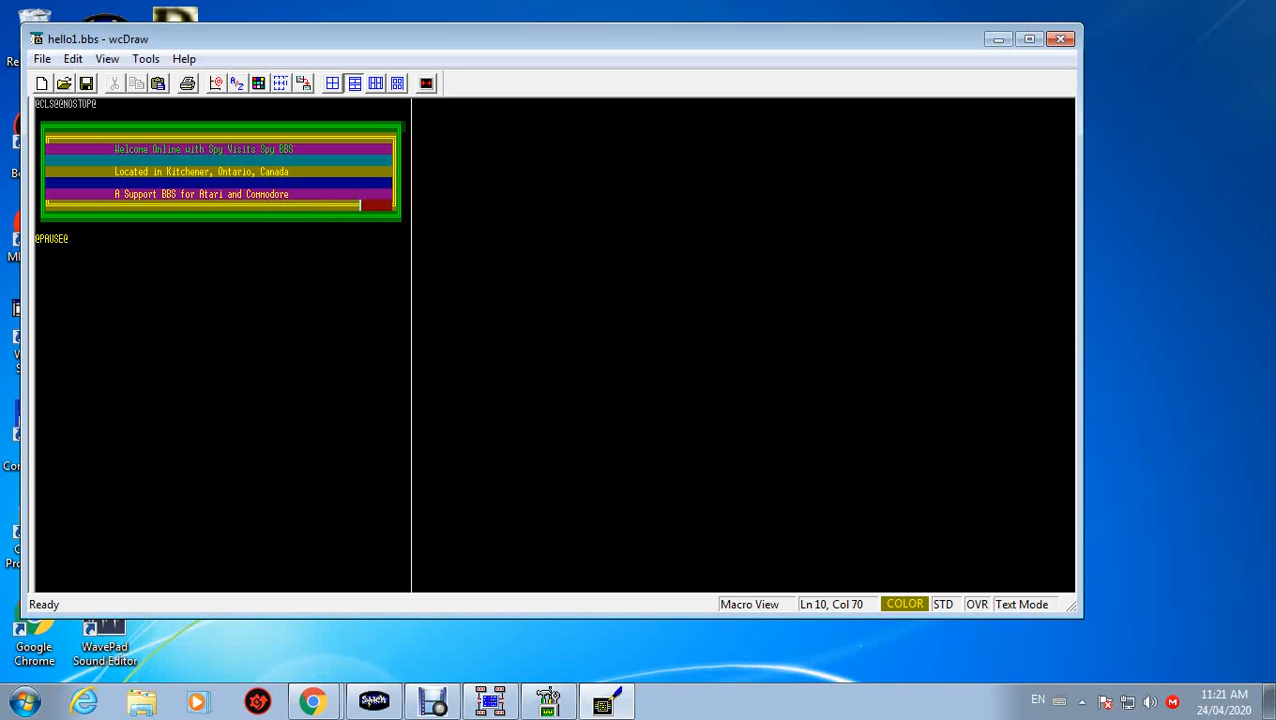 hello1.bbs - wcDraw
File Edit View Tools Help
@CLS@@NOSTOP@
Welcome Online with Spy Visits Spy BBS
Located in Kitchener, Ontario, Canada
A Support BBS for Atari and Commodore
@PAUSE@
Ready Macro View Ln 10, Col 70 COLOR STD OVR Text Mode
Google
Chrome
WavePad
Sound Editor
EN
11:21 AM
24/04/2020